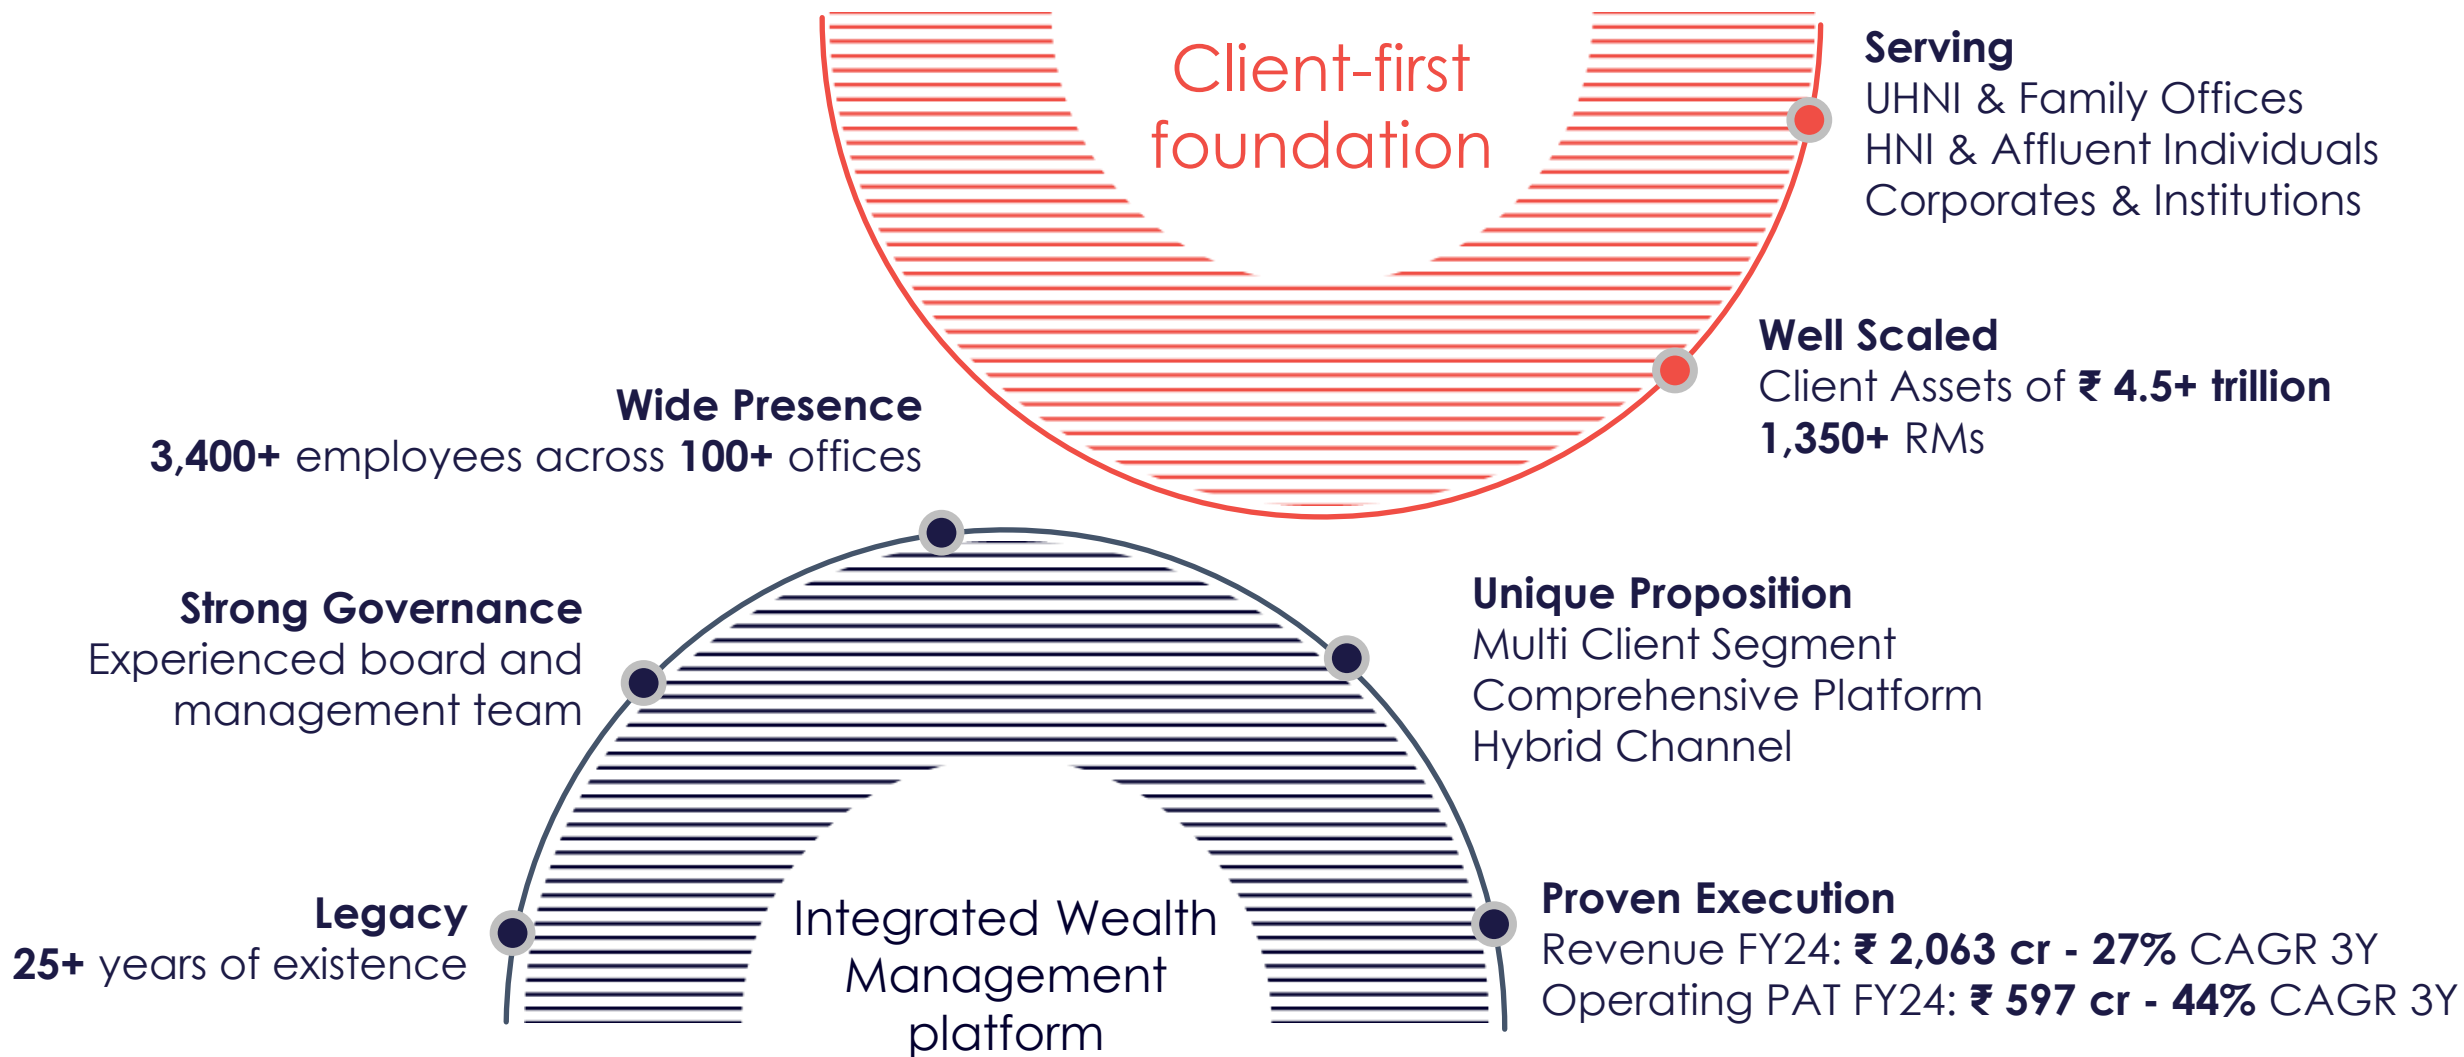 Client-first
foundation
Serving
UHNI & Family Offices
HNI & Affluent Individuals
Corporates & Institutions
Well Scaled
Client Assets of ₹ 4.5+ trillion
1,350+ RMs
Wide Presence
3,400+ employees across 100+ offices
Strong Governance
Experienced board and
management team
Unique Proposition
Multi Client Segment
Comprehensive Platform
Hybrid Channel
Legacy
25+ years of existence
Integrated Wealth
Management
platform
Proven Execution
Revenue FY24: ₹ 2,063 cr - 27% CAGR 3Y
Operating PAT FY24: ₹ 597 cr - 44% CAGR 3Y